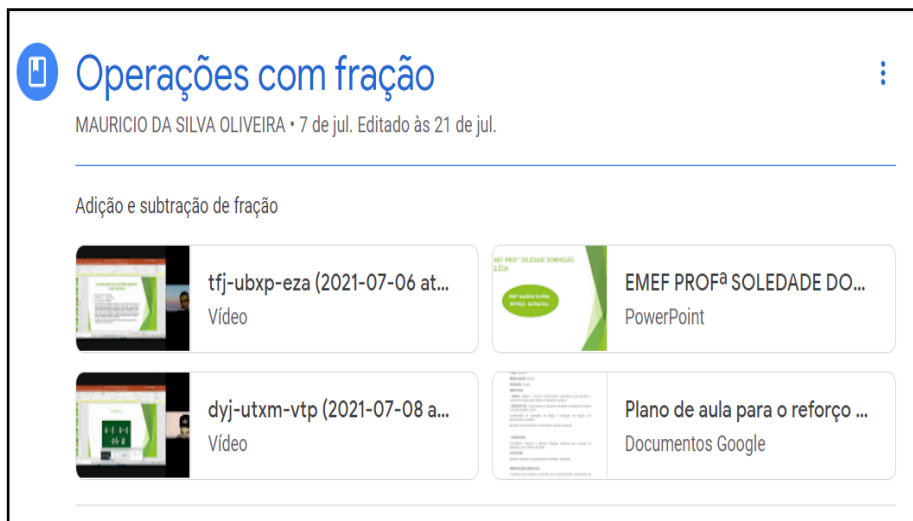 Operações com fração
MAURICIO DA SILVA OLIVEIRA • 7 de jul. Editado às 21 de jul.
Adição e subtração de fração
tfj-ubxp-eza (2021-07-06 at...
Vídeo
EMEF PROFª SOLEDADE DO...
PowerPoint
dyj-utxm-vtp (2021-07-08 a...
Vídeo
Plano de aula para o reforço ...
Documentos Google